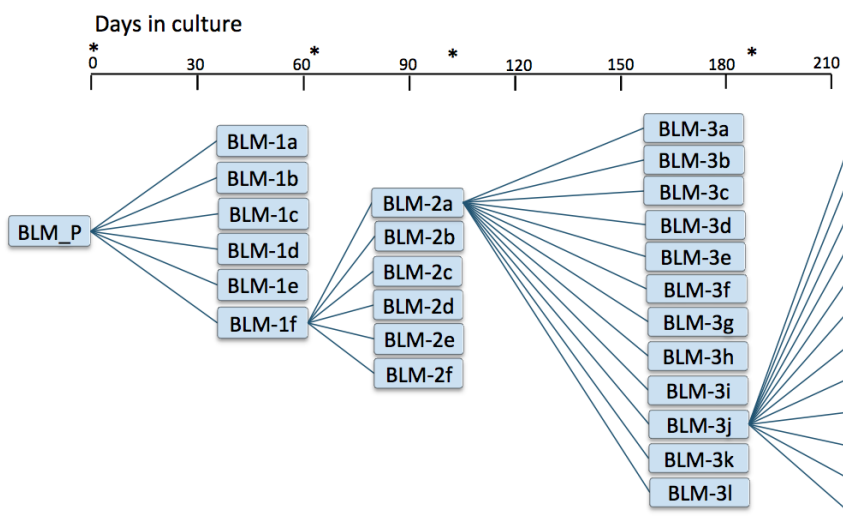 Days in culture
* * * *
0 30 60 90 120 150 180 210
BLM_P
BLM-1a
BLM-1b
BLM-1c
BLM-1d
BLM-1e
BLM-1f
BLM-2a
BLM-2b
BLM-2c
BLM-2d
BLM-2e
BLM-2f
BLM-3a
BLM-3b
BLM-3c
BLM-3d
BLM-3e
BLM-3f
BLM-3g
BLM-3h
BLM-3i
BLM-3j
BLM-3k
BLM-3l